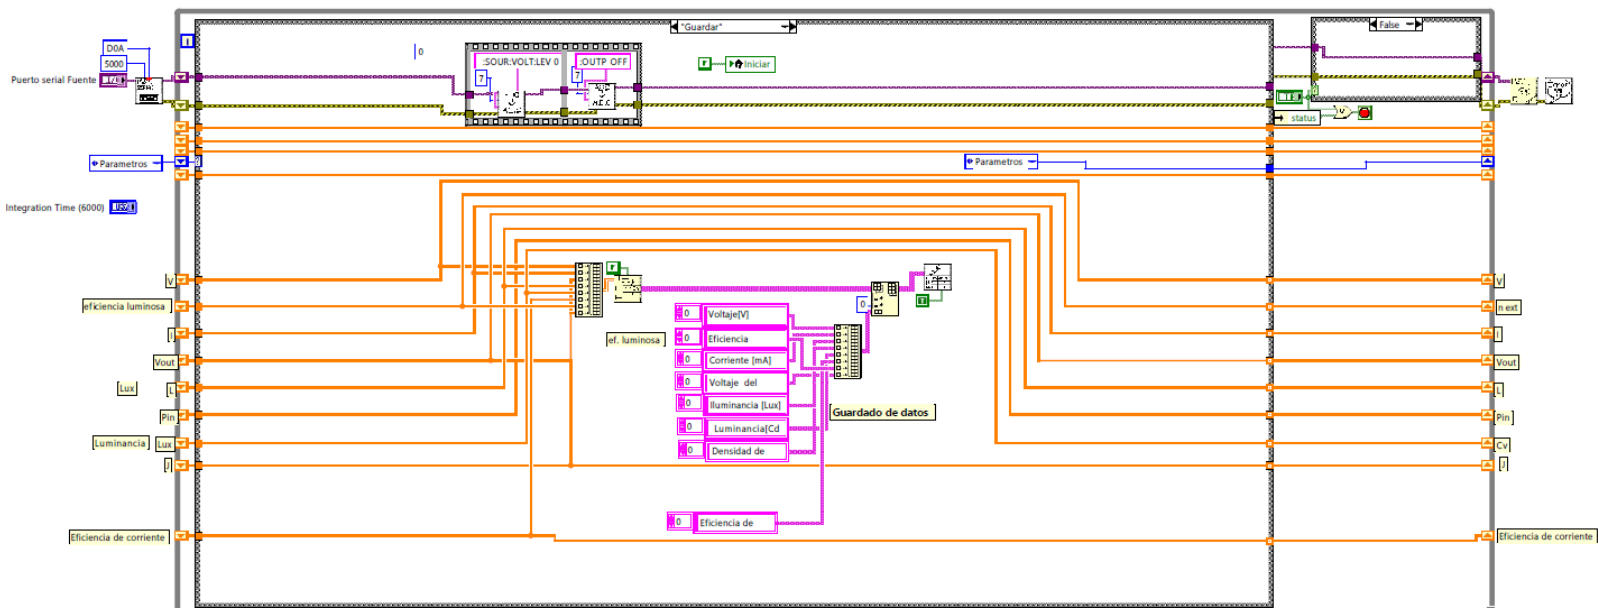 "Guardar"
False
D0A
5000
Puerto serial Fuente
I/O
i
0
:SOUR:VOLT:LEV 0
7
:OUTP OFF
7
F
Iniciar
status
Parametros
?
Parametros
Integration Time (6000)
U32
V
V
F
T
eficiencia luminosa
n ext
0
0
Voltaje[V]
I
ef. luminosa
0
Eficiencia
I
Vout
0
Corriente [mA]
Vout
Lux
L
0
Voltaje del
L
Pin
0
Iluminancia [Lux]
Guardado de datos
Pin
Luminancia
Lux
0
Luminancia[Cd
Cv
J
0
Densidad de
J
0
Eficiencia de
Eficiencia de corriente
Eficiencia de corriente